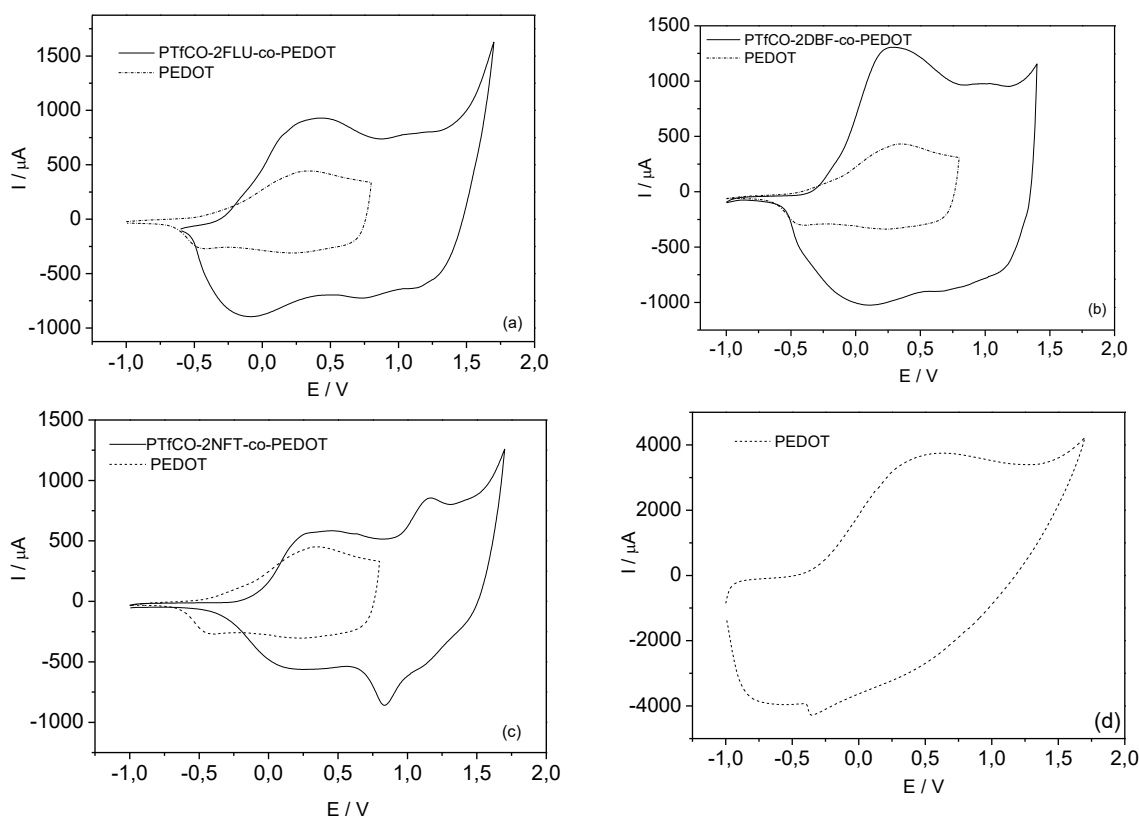 1500
1000
500
0
-500
-1000
I / μA
PTfCO-2FLU-co-PEDOT
PEDOT
(a)
-1,0 -0,5 0,0 0,5 1,0 1,5 2,0
E / V
1500
1000
500
0
-500
-1000
I / μA
PTfCO-2DBF-co-PEDOT
PEDOT
(b)
-1,0 -0,5 0,0 0,5 1,0 1,5 2,0
E / V
1500
1000
500
0
-500
-1000
I / μA
PTfCO-2NFT-co-PEDOT
PEDOT
(c)
-1,0 -0,5 0,0 0,5 1,0 1,5 2,0
E / V
4000
2000
0
-2000
-4000
I / μA
PEDOT
(d)
-1,0 -0,5 0,0 0,5 1,0 1,5 2,0
E / V